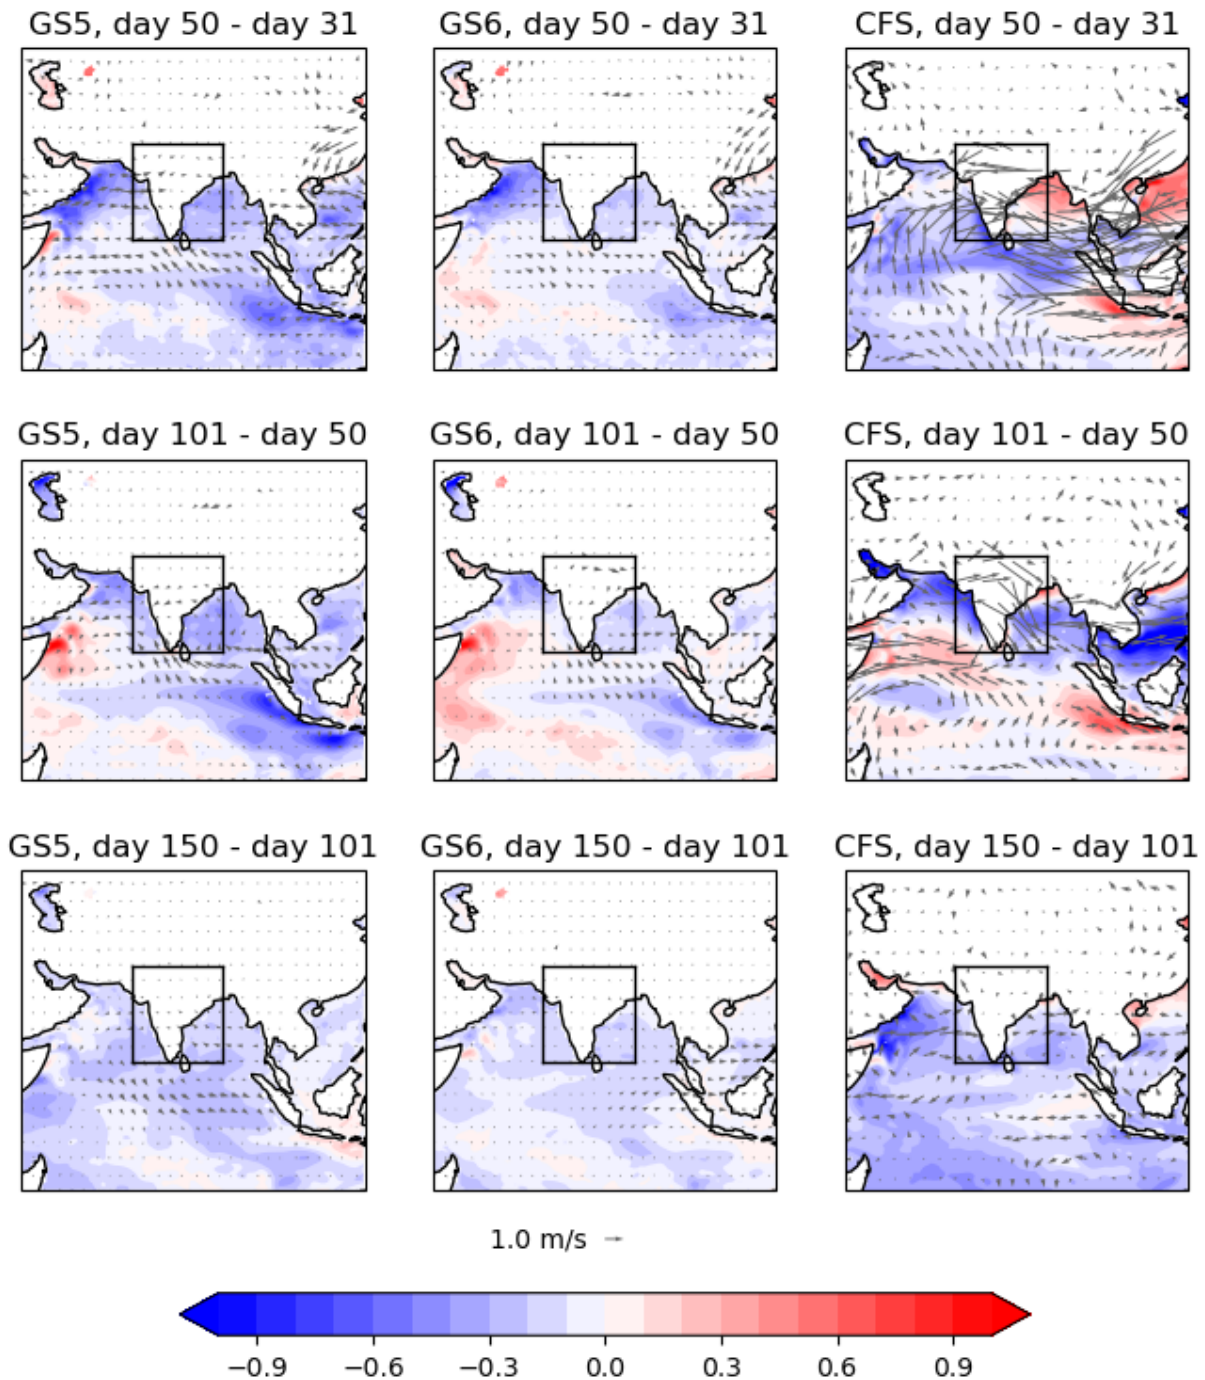 GS5, day 50 - day 31
GS6, day 50 - day 31
CFS, day 50 - day 31
GS5, day 101 - day 50
GS6, day 101 - day 50
CFS, day 101 - day 50
GS5, day 150 - day 101
GS6, day 150 - day 101
CFS, day 150 - day 101
1.0 m/s
−0.9 −0.6 −0.3 0.0 0.3 0.6 0.9